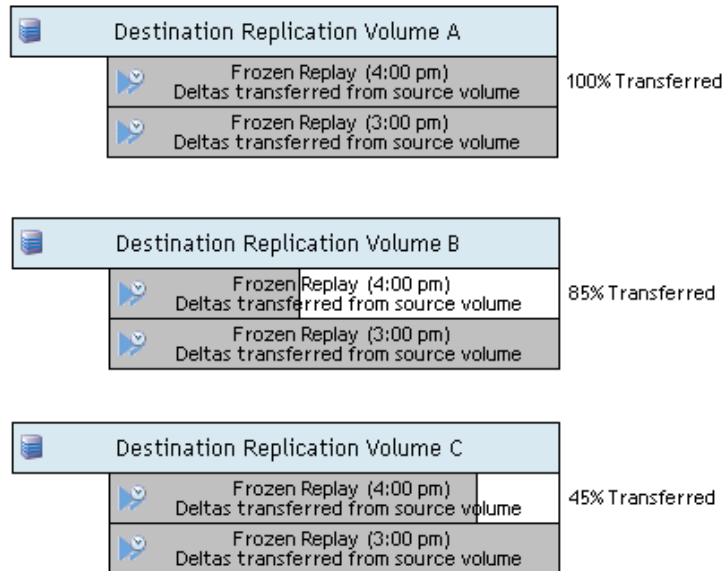 Destination Replication Volume A
Frozen Replay (4:00 pm)
Deltas transferred from source volume
100% Transferred
Frozen Replay (3:00 pm)
Deltas transferred from source volume
Destination Replication Volume B
Frozen Replay (4:00 pm)
Deltas transferred from source volume
85% Transferred
Frozen Replay (3:00 pm)
Deltas transferred from source volume
Destination Replication Volume C
Frozen Replay (4:00 pm)
Deltas transferred from source volume
45% Transferred
Frozen Replay (3:00 pm)
Deltas transferred from source volume